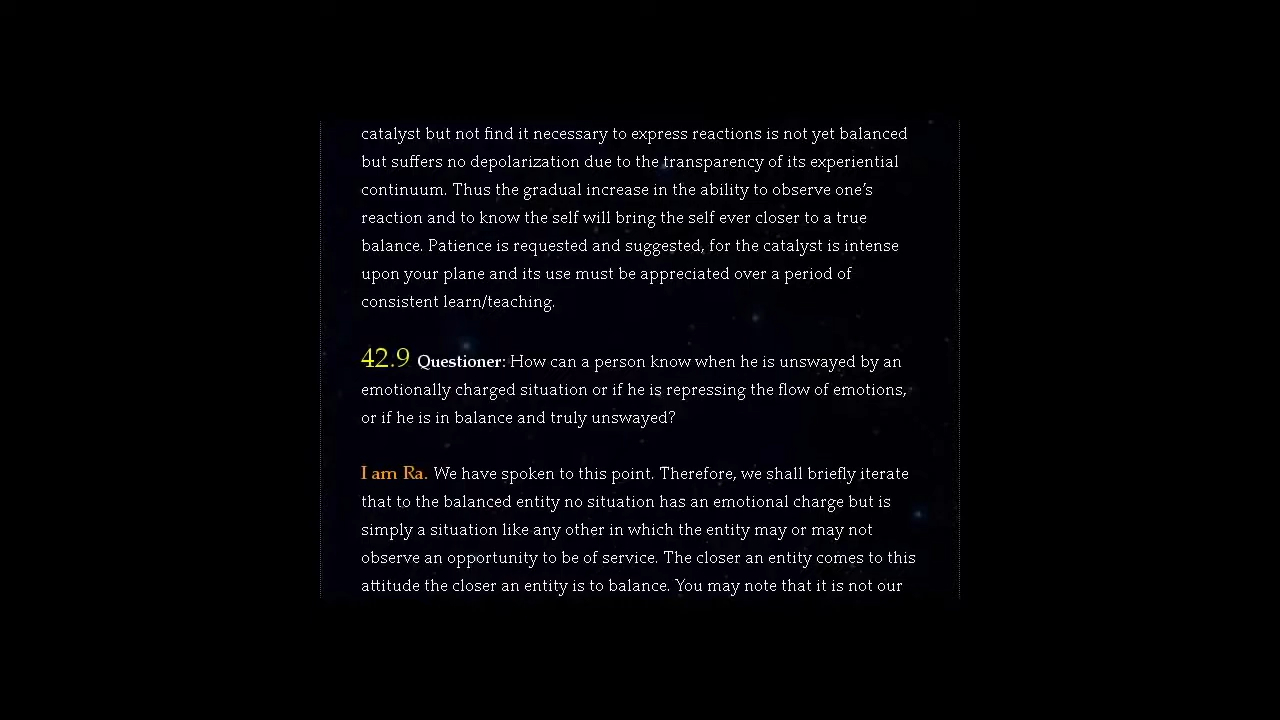 catalyst but not find it necessary to express reactions is not yet balanced
but suffers no depolarization due to the transparency of its experiential
continuum. Thus the gradual increase in the ability to observe one’s
reaction and to know the self will bring the self ever closer to a true
balance. Patience is requested and suggested, for the catalyst is intense
upon your plane and its use must be appreciated over a period of
consistent learn/teaching.
42.9 Questioner: How can a person know when he is unswayed by an
emotionally charged situation or if he is repressing the flow of emotions,
or if he is in balance and truly unswayed?
I am Ra. We have spoken to this point. Therefore, we shall briefly iterate
that to the balanced entity no situation has an emotional charge but is
simply a situation like any other in which the entity may or may not
observe an opportunity to be of service. The closer an entity comes to this
attitude the closer an entity is to balance. You may note that it is not our